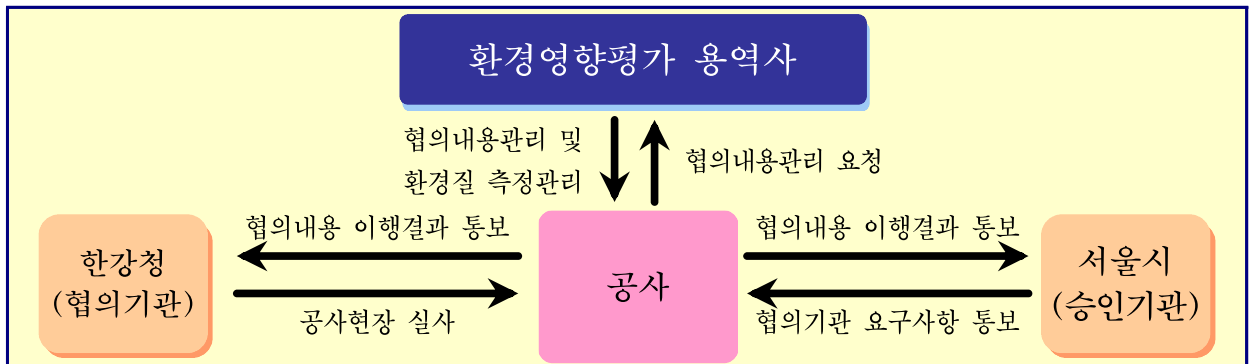 환경영향평가 용역사
협의내용관리 및
환경질 측정관리
협의내용관리 요청
협의내용 이행결과 통보
협의내용 이행결과 통보
한강청
(협의기관)
공사
서울시
(승인기관)
공사현장 실사
협의기관 요구사항 통보